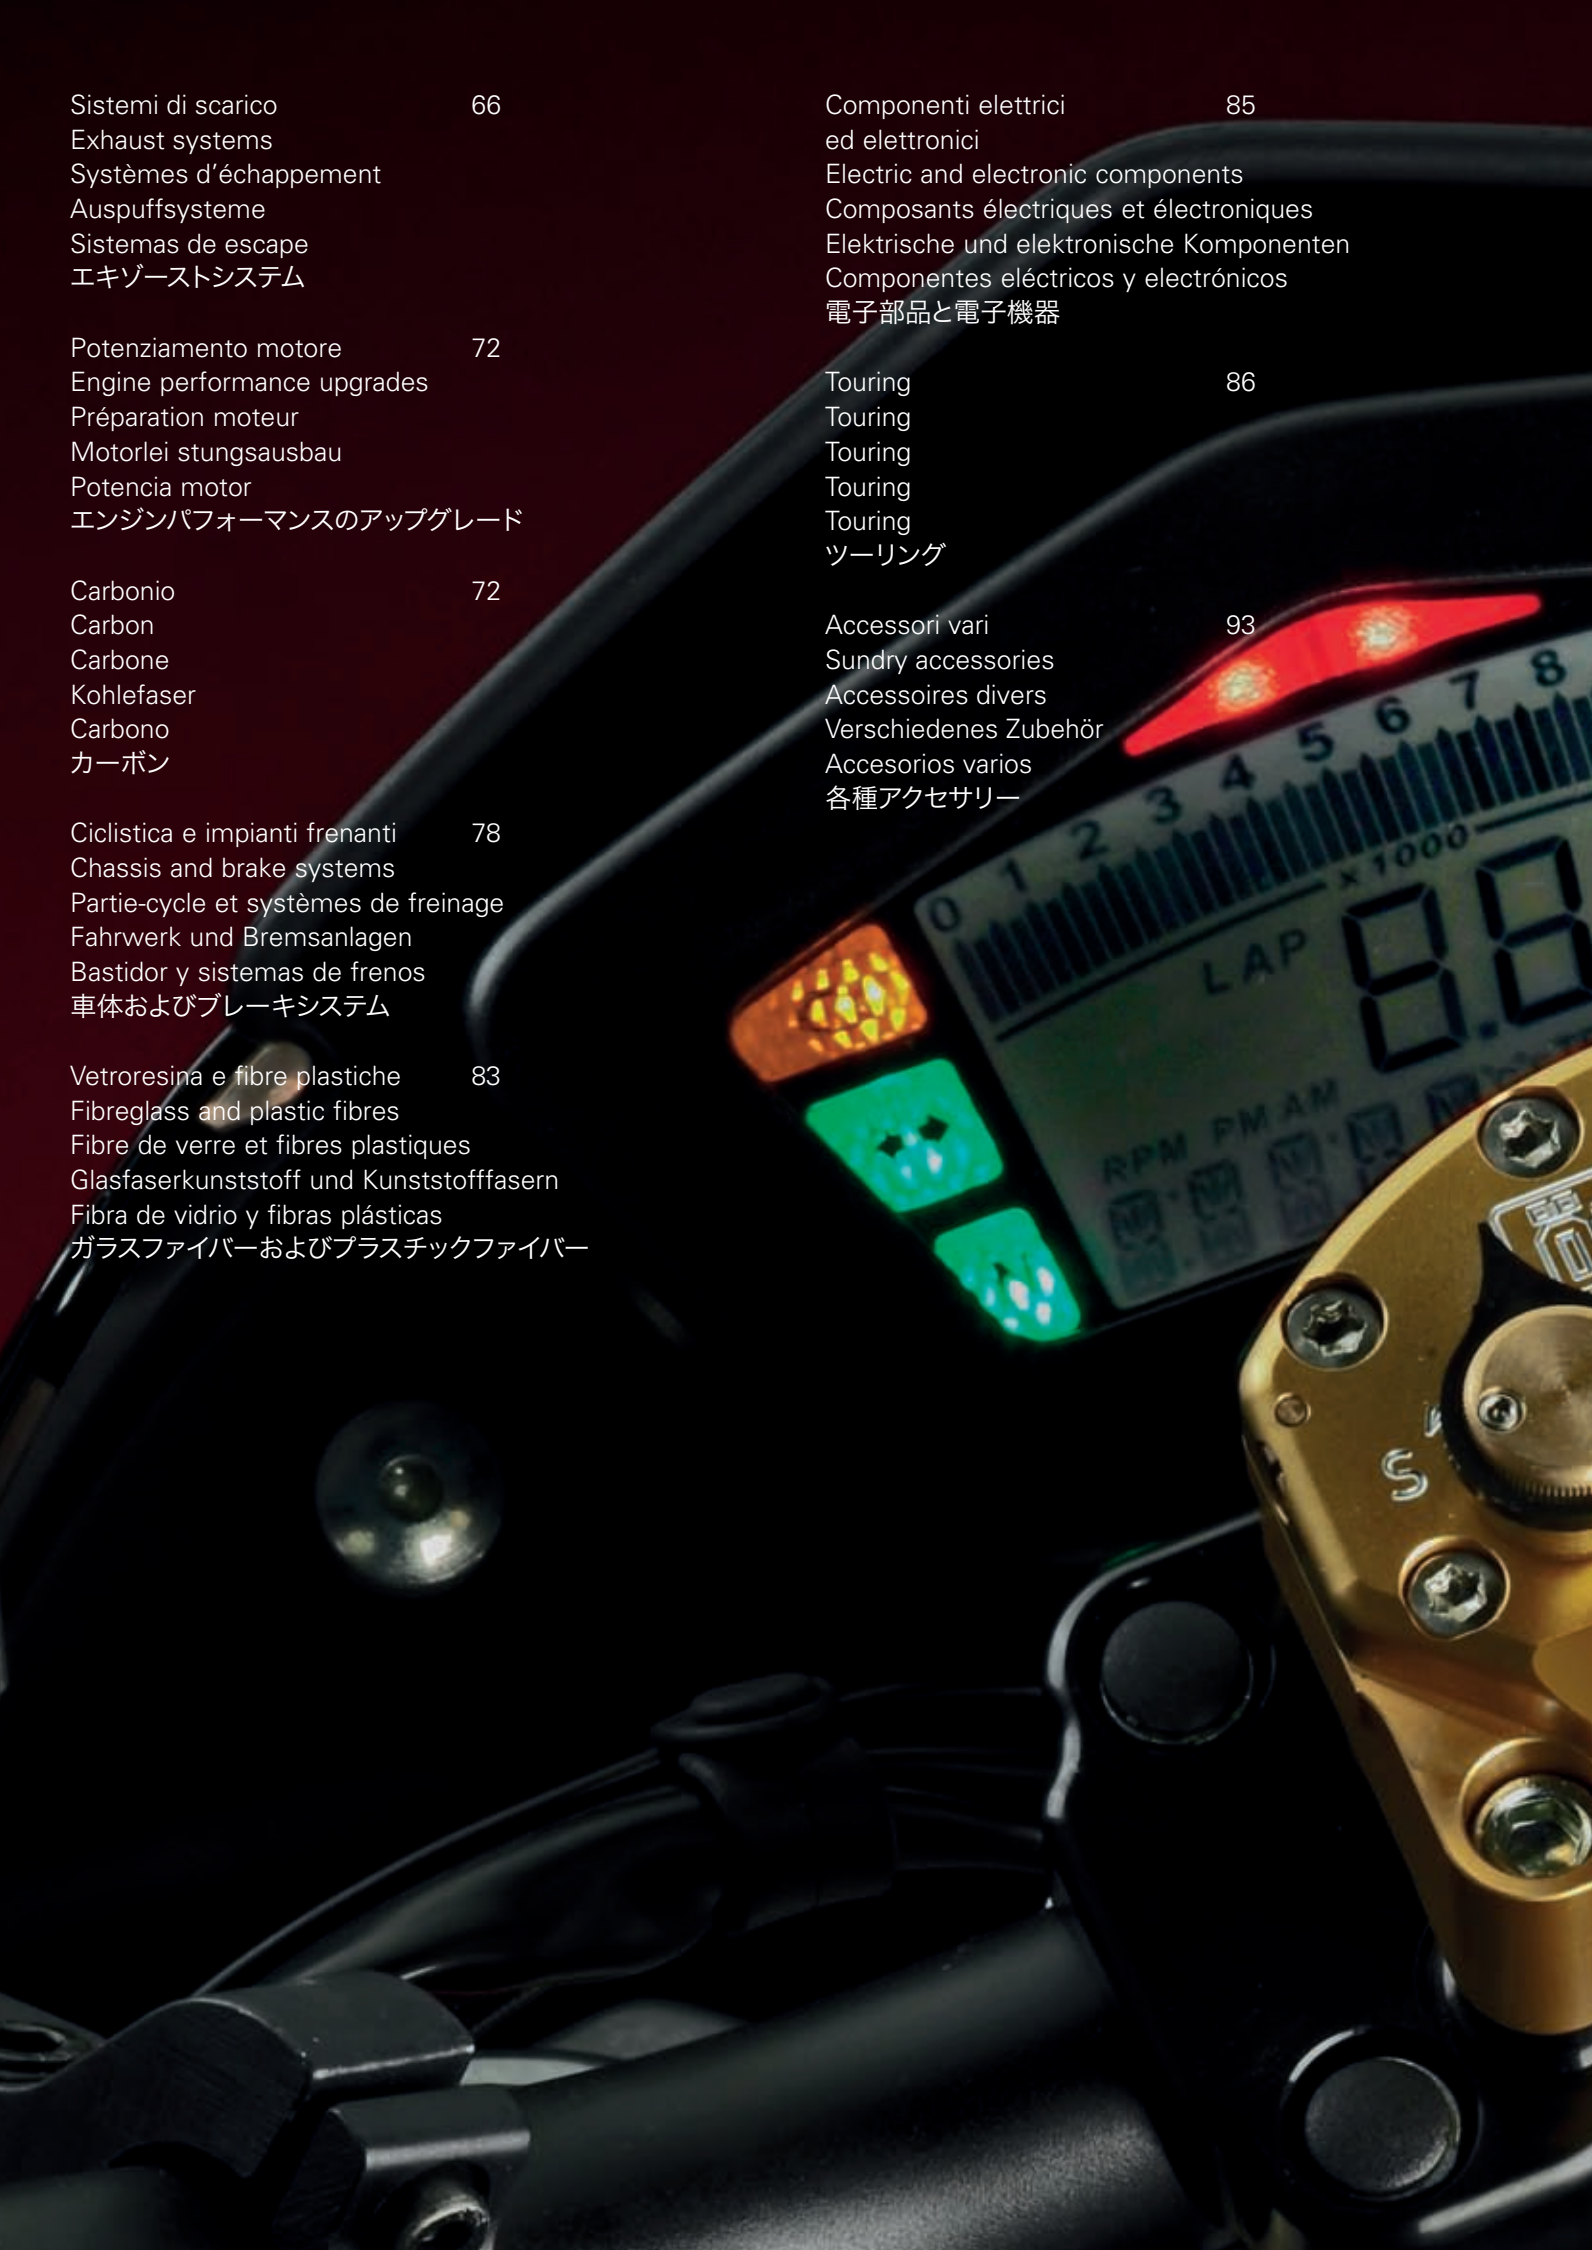 Sistemi di scarico 66
Exhaust systems
Systèmes d’échappement
Auspuffsysteme
Sistemas de escape
エキゾーストシステム
Potenziamento motore 72
Engine performance upgrades
Préparation moteur
Motorlei stungsausbau
Potencia motor
エンジンパフォーマンスのアップグレード
Carbonio 72
Carbon
Carbone
Kohlefaser
Carbono
カーボン
Ciclistica e impianti frenanti 78
Chassis and brake systems
Partie-cycle et systèmes de freinage
Fahrwerk und Bremsanlagen
Bastidor y sistemas de frenos
車体およびブレーキシステム
Vetroresina e fibre plastiche 83
Fibreglass and plastic fibres
Fibre de verre et fibres plastiques
Glasfaserkunststoff und Kunststofffasern
Fibra de vidrio y fibras plásticas
ガラスファイバーおよびプラスチックファイバー
Componenti elettrici 85
ed elettronici
Electric and electronic components
Composants électriques et électroniques
Elektrische und elektronische Komponenten
Componentes eléctricos y electrónicos
電子部品と電子機器
Touring 86
Touring
Touring
Touring
Touring
ツーリング
Accessori vari 93
Sundry accessories
Accessoires divers
Verschiedenes Zubehör
Accesorios varios
各種アクセサリー
0 1 2 3 4 5 6 7 8
x1000
LAP
RPM PM AM
S